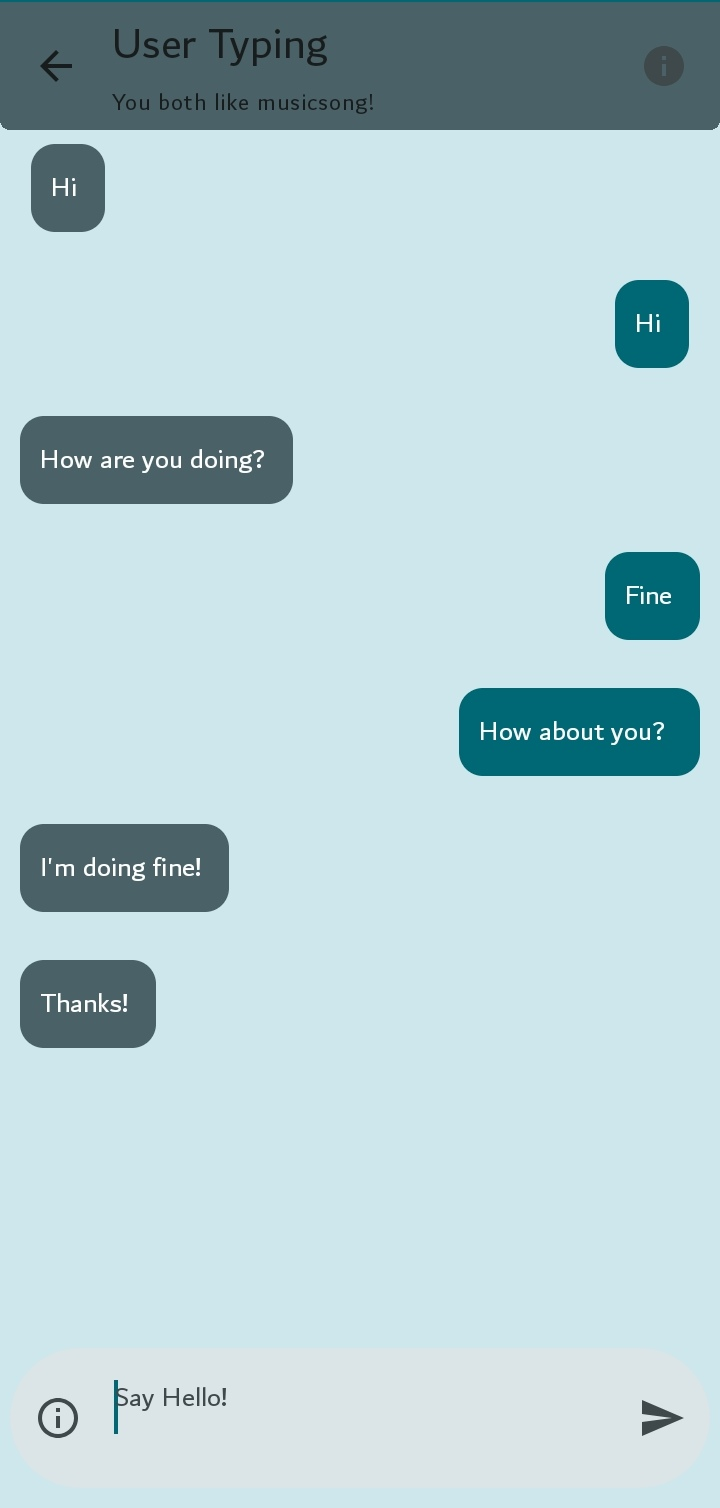 User Typing
You both like musicsong!
Hi
Hi
How are you doing?
Fine
How about you?
I'm doing fine!
Thanks!
Say Hello!